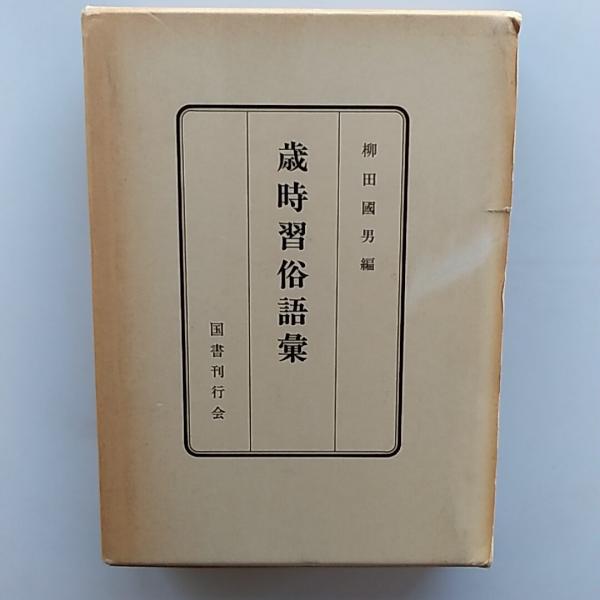 柳田國男編
歳時習俗語彙
国書刊行会